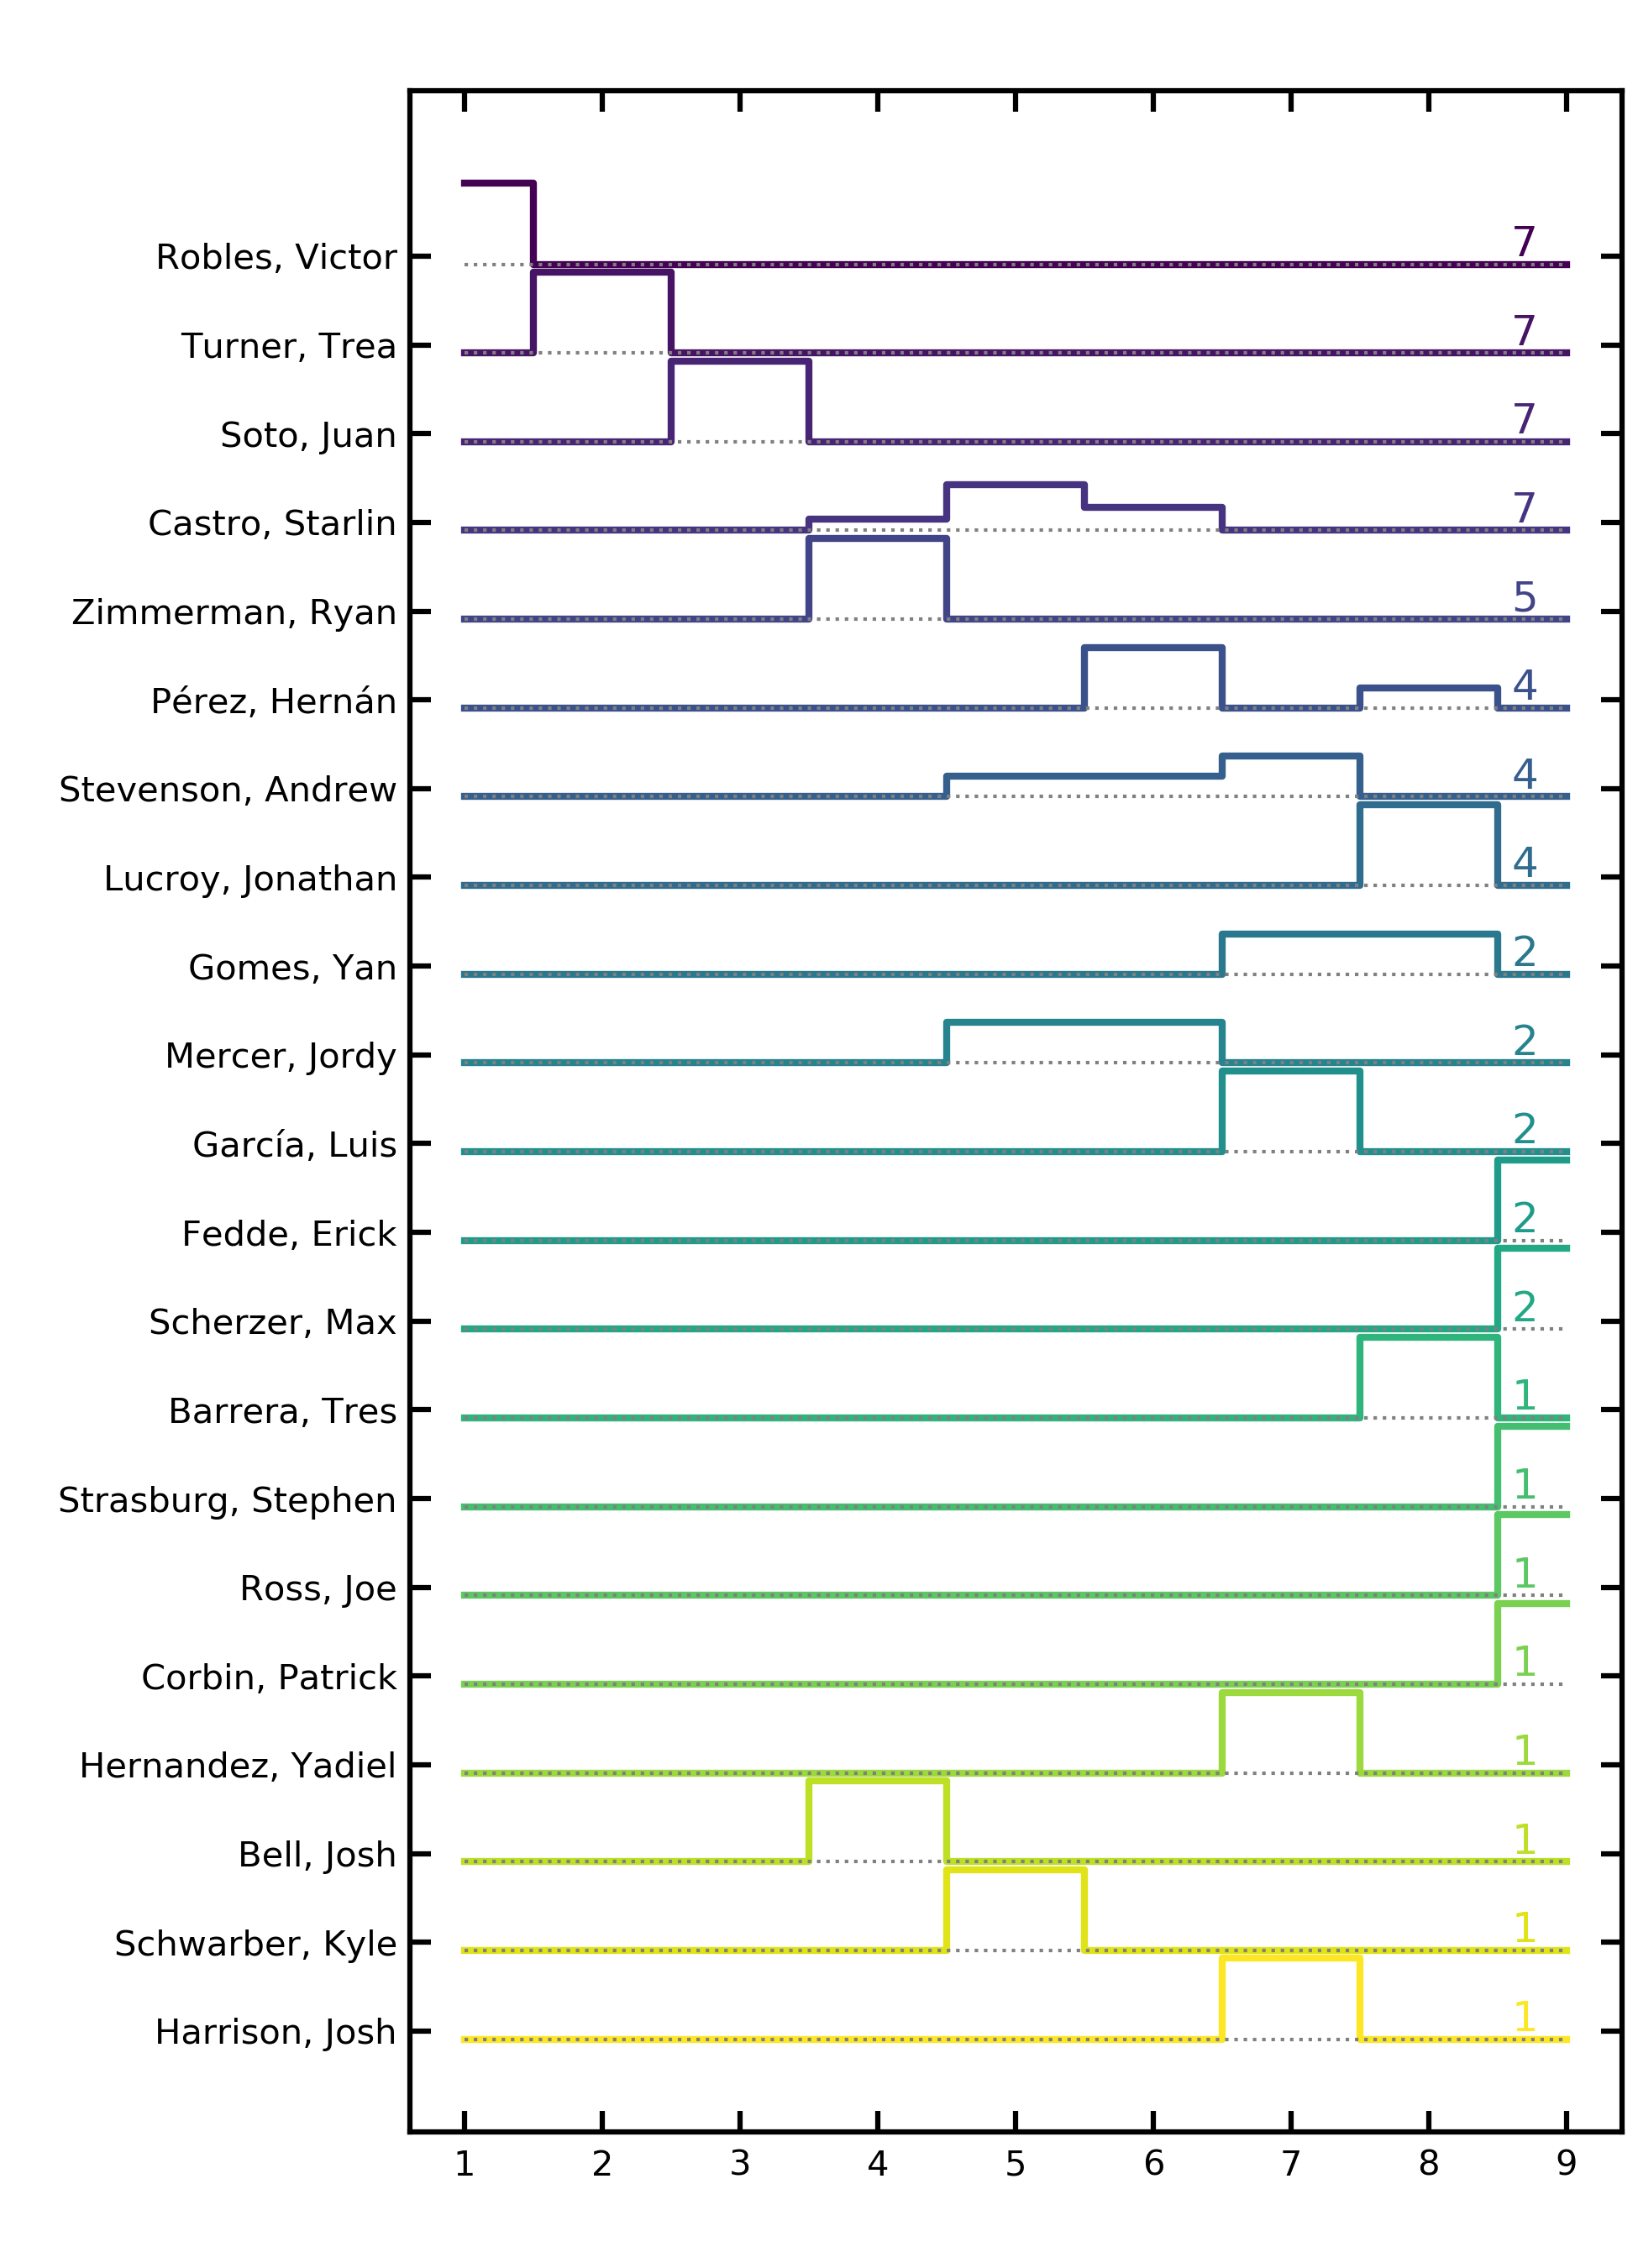 Robles, Victor 7
Turner, Trea 7
Soto, Juan 7
Castro, Starlin 7
Zimmerman, Ryan 5
Pérez, Hernán 4
Stevenson, Andrew 4
Lucroy, Jonathan 4
Gomes, Yan 2
Mercer, Jordy 2
García, Luis 2
Fedde, Erick 2
Scherzer, Max 2
Barrera, Tres 1
Strasburg, Stephen 1
Ross, Joe 1
Corbin, Patrick 1
Hernandez, Yadiel 1
Bell, Josh 1
Schwarber, Kyle 1
Harrison, Josh 1
1 2 3 4 5 6 7 8 9